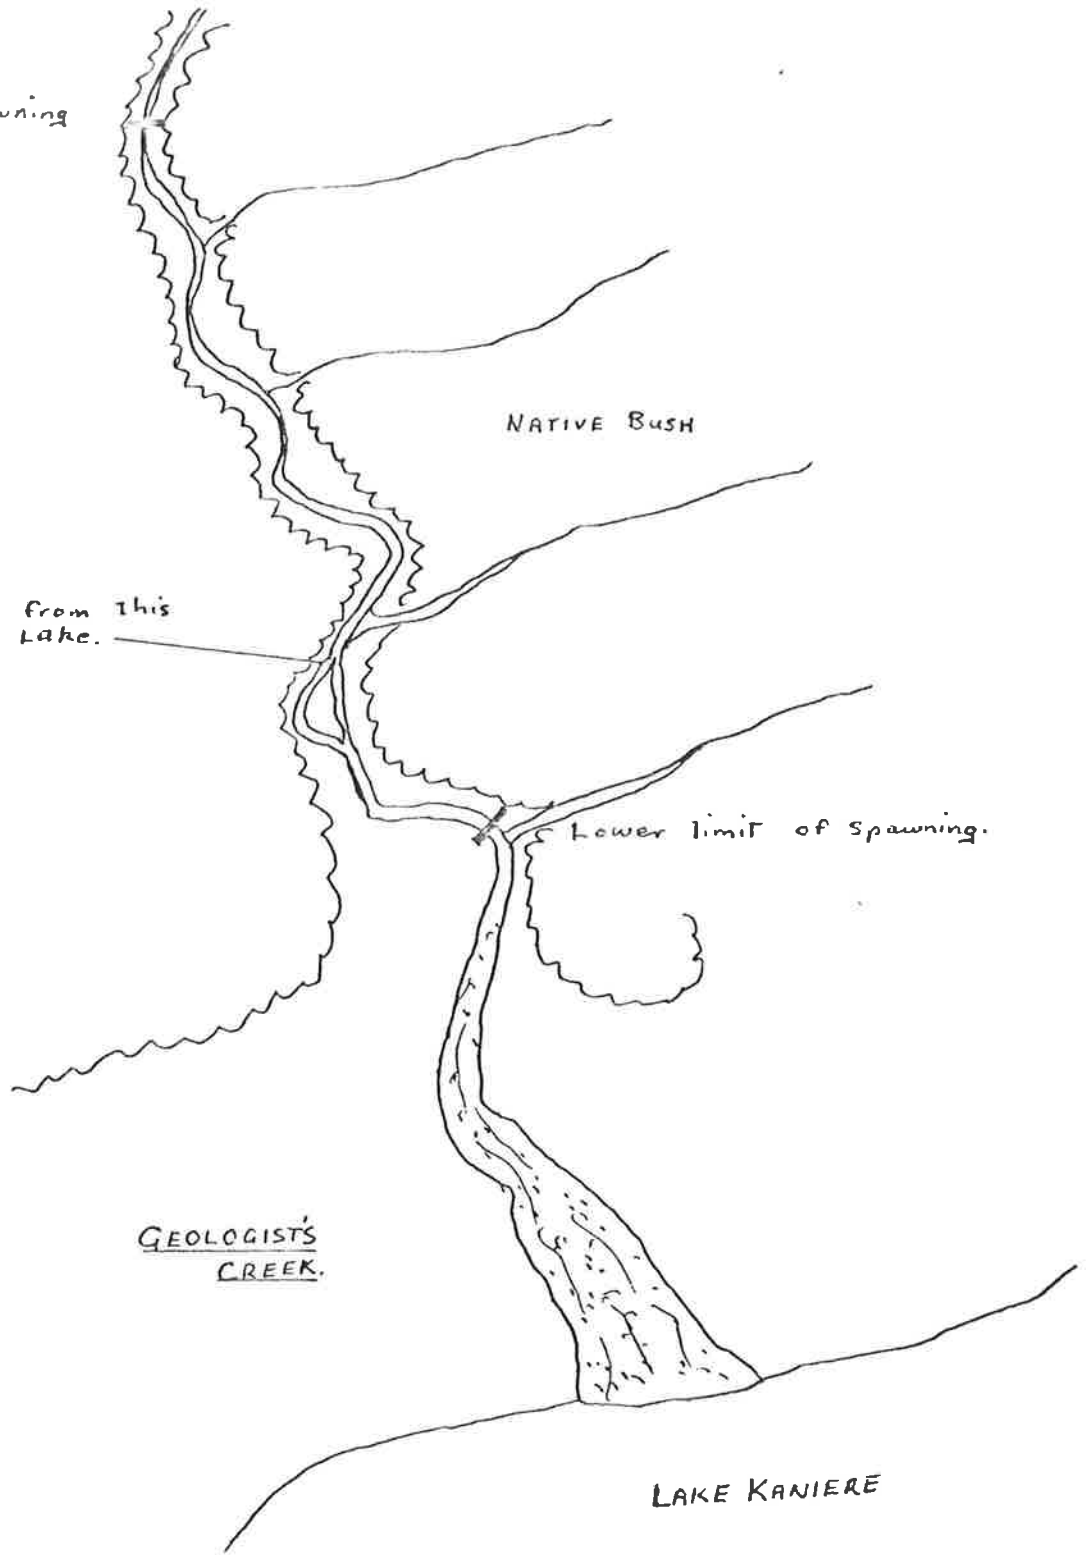 NATIVE BUSH
from this
Lake.
Lower limit of spawning.
GEOLOGIST'S
CREEK.
LAKE KANIERE